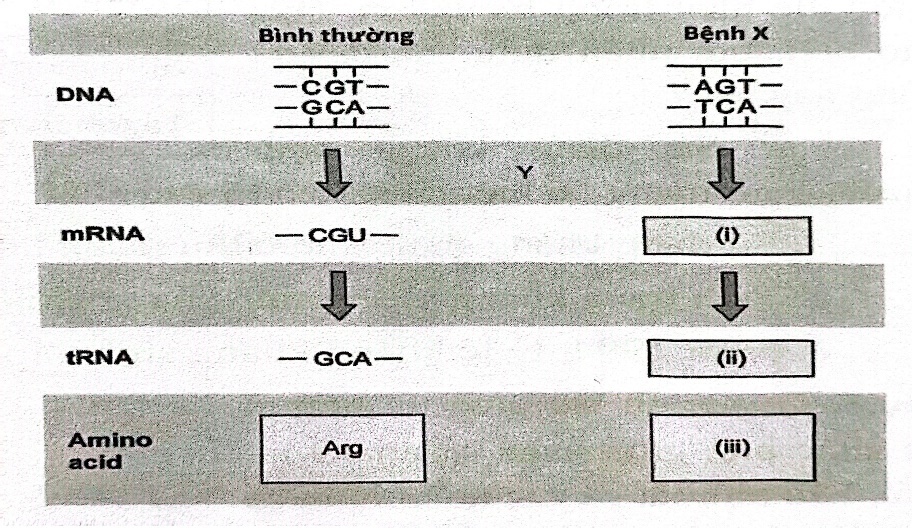 Bình thường Bệnh X
DNA
CGT AGT
GCA TCA
Y
mRNA CGU (i)
tRNA GCA (ii)
Amino acid Arg (iii)